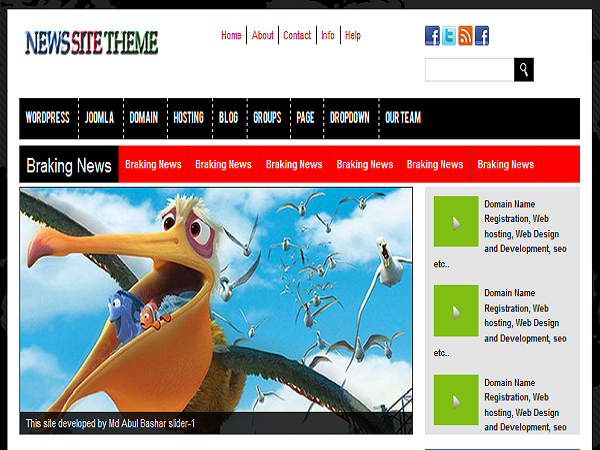 NEWS SITE THEME
Home About Contact Info Help
WORDPRESS JOOMLA DOMAIN HOSTING BLOG GROUPS PAGE DROPDOWN OUR TEAM
Braking News Braking News Braking News Braking News Braking News Braking News Braking News
This site developed by Md Abul Bashar slider-1
Domain Name
Registration, Web
hosting, Web Design
and Development, seo
etc..
Domain Name
Registration, Web
hosting, Web Design
and Development, seo
etc..
Domain Name
Registration, Web
hosting, Web Design
and Development, seo